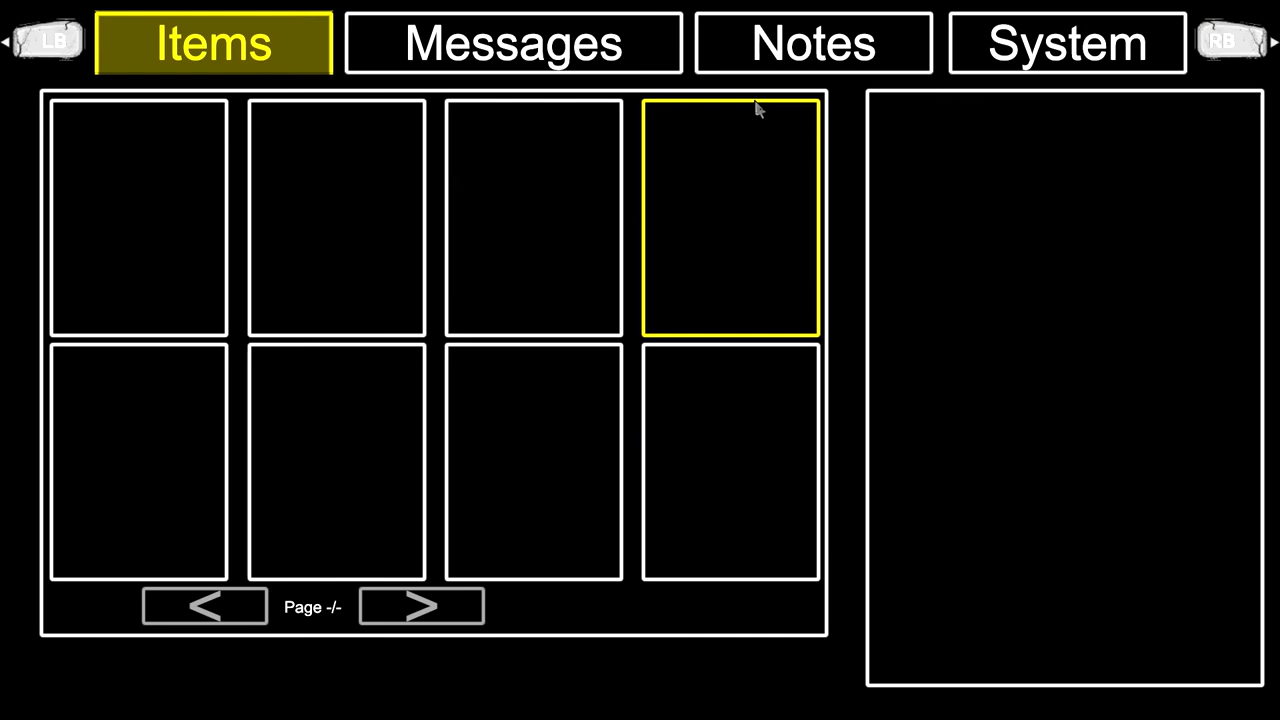 LB Items Messages Notes System RB
< Page -/- >